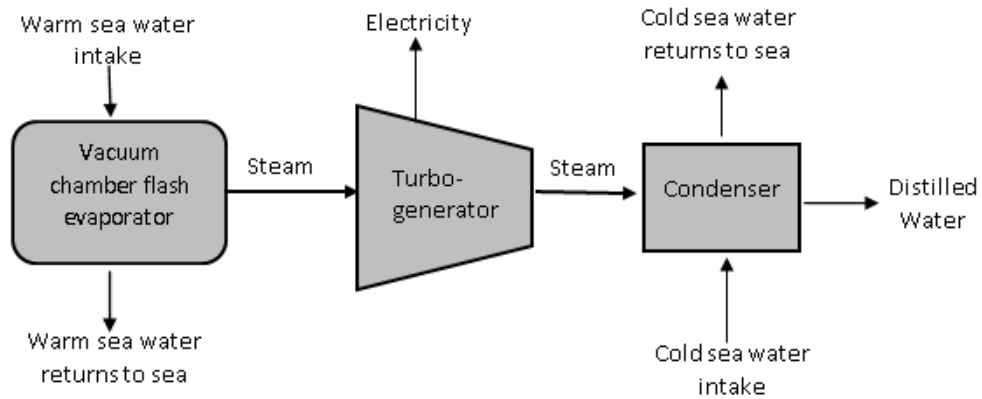 Warm sea water
intake
Electricity
Cold sea water
returns to sea
Vacuum
chamber flash
evaporator
Steam
Turbo-
generator
Steam
Condenser
Distilled
Water
Warm sea water
returns to sea
Cold sea water
intake